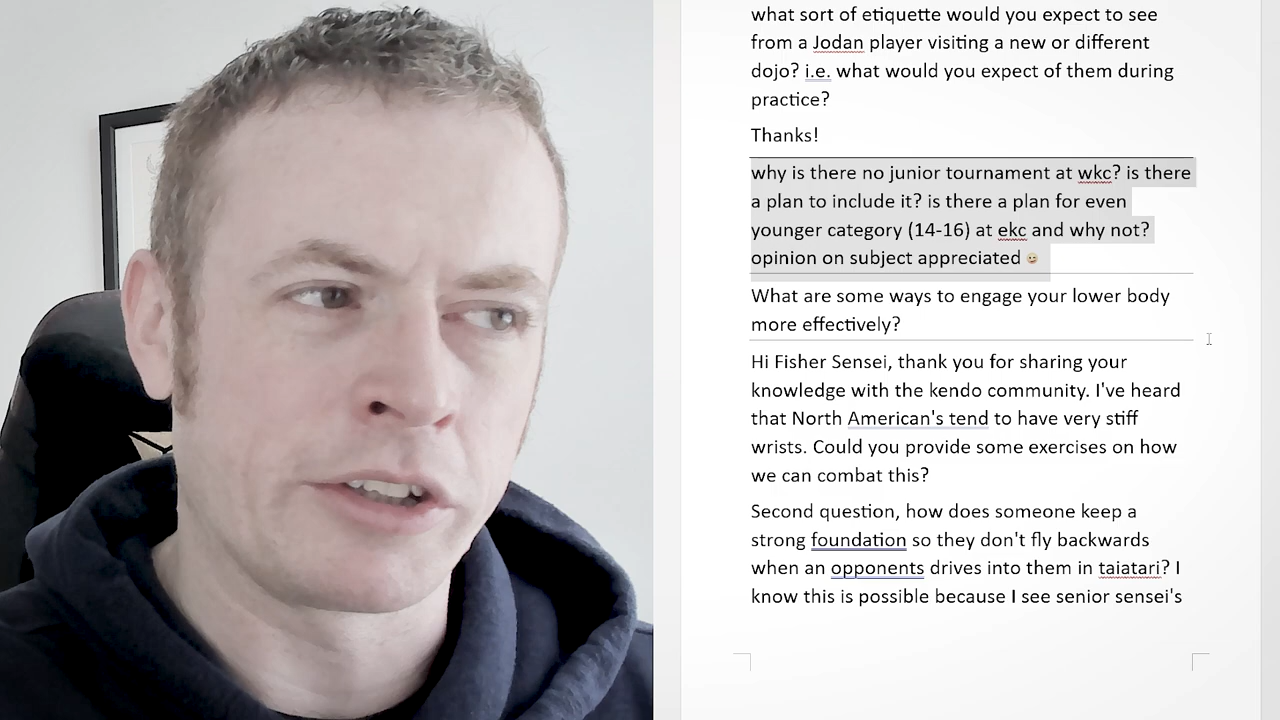 what sort of etiquette would you expect to see
from a Jodan player visiting a new or different
dojo? i.e. what would you expect of them during
practice?
Thanks!
why is there no junior tournament at wkc? is there
a plan to include it? is there a plan for even
younger category (14-16) at ekc and why not?
opinion on subject appreciated 😀
What are some ways to engage your lower body
more effectively?
Hi Fisher Sensei, thank you for sharing your
knowledge with the kendo community. I've heard
that North American's tend to have very stiff
wrists. Could you provide some exercises on how
we can combat this?
Second question, how does someone keep a
strong foundation so they don't fly backwards
when an opponents drives into them in taiatari? I
know this is possible because I see senior sensei's